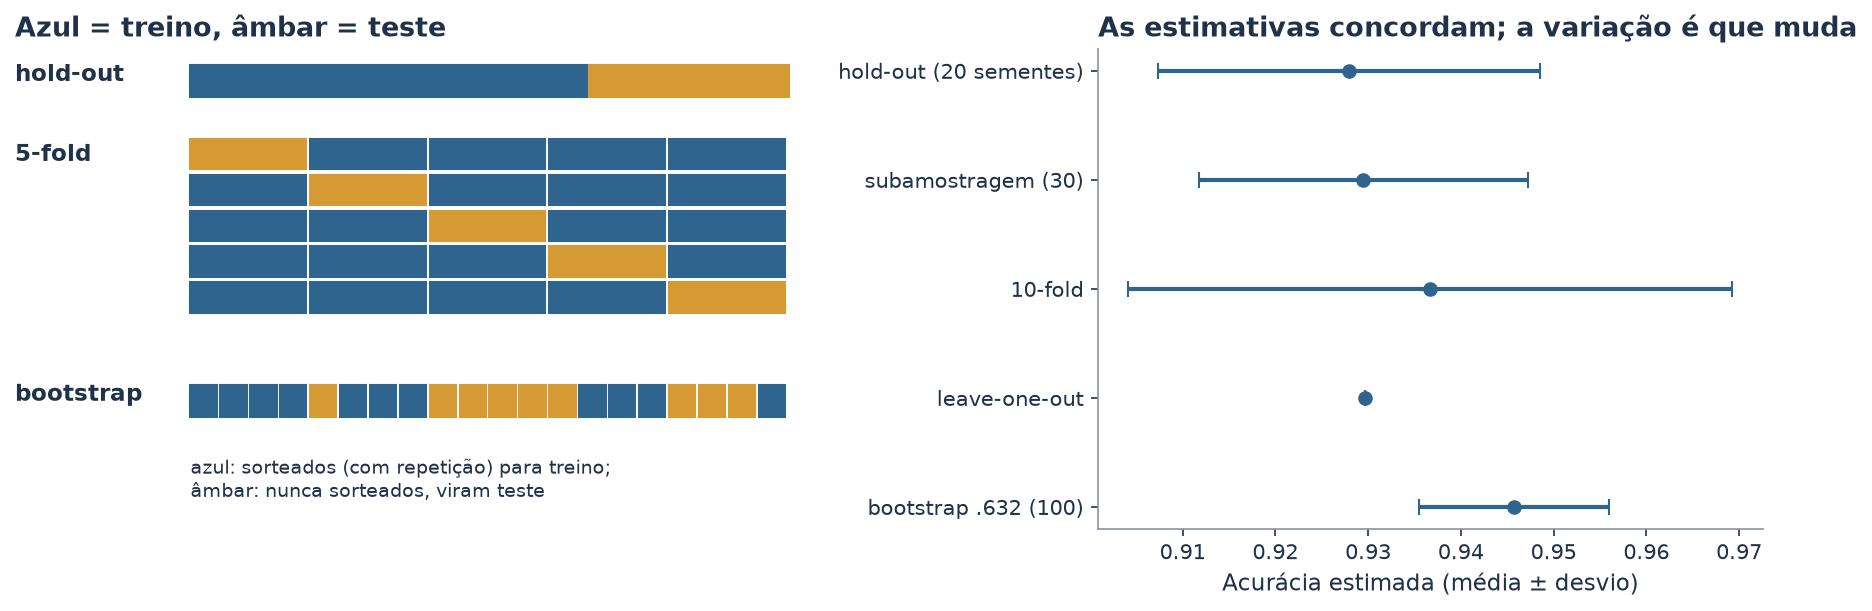 Azul = treino, âmbar = teste
hold-out
5-fold
bootstrap
azul: sorteados (com repetição) para treino;
âmbar: nunca sorteados, viram teste
As estimativas concordam; a variação é que muda
hold-out (20 sementes)
subamostragem (30)
10-fold
leave-one-out
bootstrap .632 (100)
0.91 0.92 0.93 0.94 0.95 0.96 0.97
Acurácia estimada (média ± desvio)